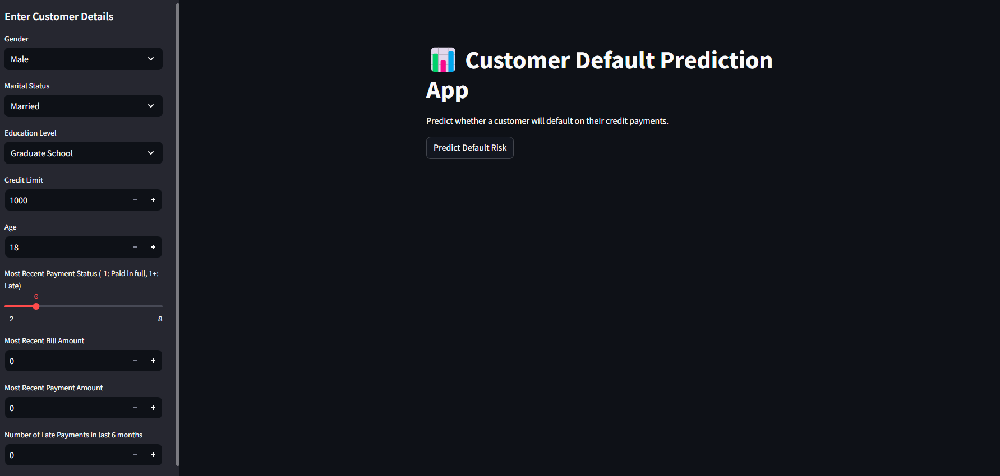 Enter Customer Details
Gender
Male
Marital Status
Married
Education Level
Graduate School
Credit Limit
1000
Age
18
Most Recent Payment Status (-1: Paid in full, 1+:
Late)
0
-2 8
Most Recent Bill Amount
0
Most Recent Payment Amount
0
Number of Late Payments in last 6 months
0
Customer Default Prediction
App
Predict whether a customer will default on their credit payments.
Predict Default Risk